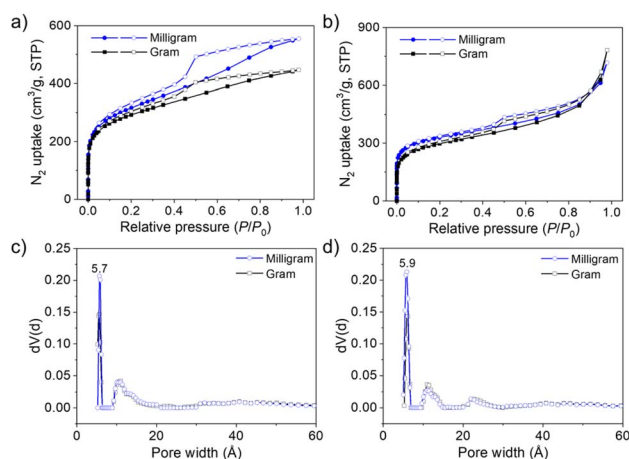 a)
600
400
200
0
N₂ uptake (cm³/g, STP)
0.0 0.2 0.4 0.6 0.8 1.0
Relative pressure (P/P₀)
Milligram
Gram
b)
900
600
300
0
N₂ uptake (cm³/g, STP)
0.0 0.2 0.4 0.6 0.8 1.0
Relative pressure (P/P₀)
Milligram
Gram
c)
0.25
0.20
0.15
0.10
0.05
0.00
dV(d)
5.7
0 20 40 60
Pore width (Å)
Milligram
Gram
d)
0.25
0.20
0.15
0.10
0.05
0.00
dV(d)
5.9
0 20 40 60
Pore width (Å)
Milligram
Gram